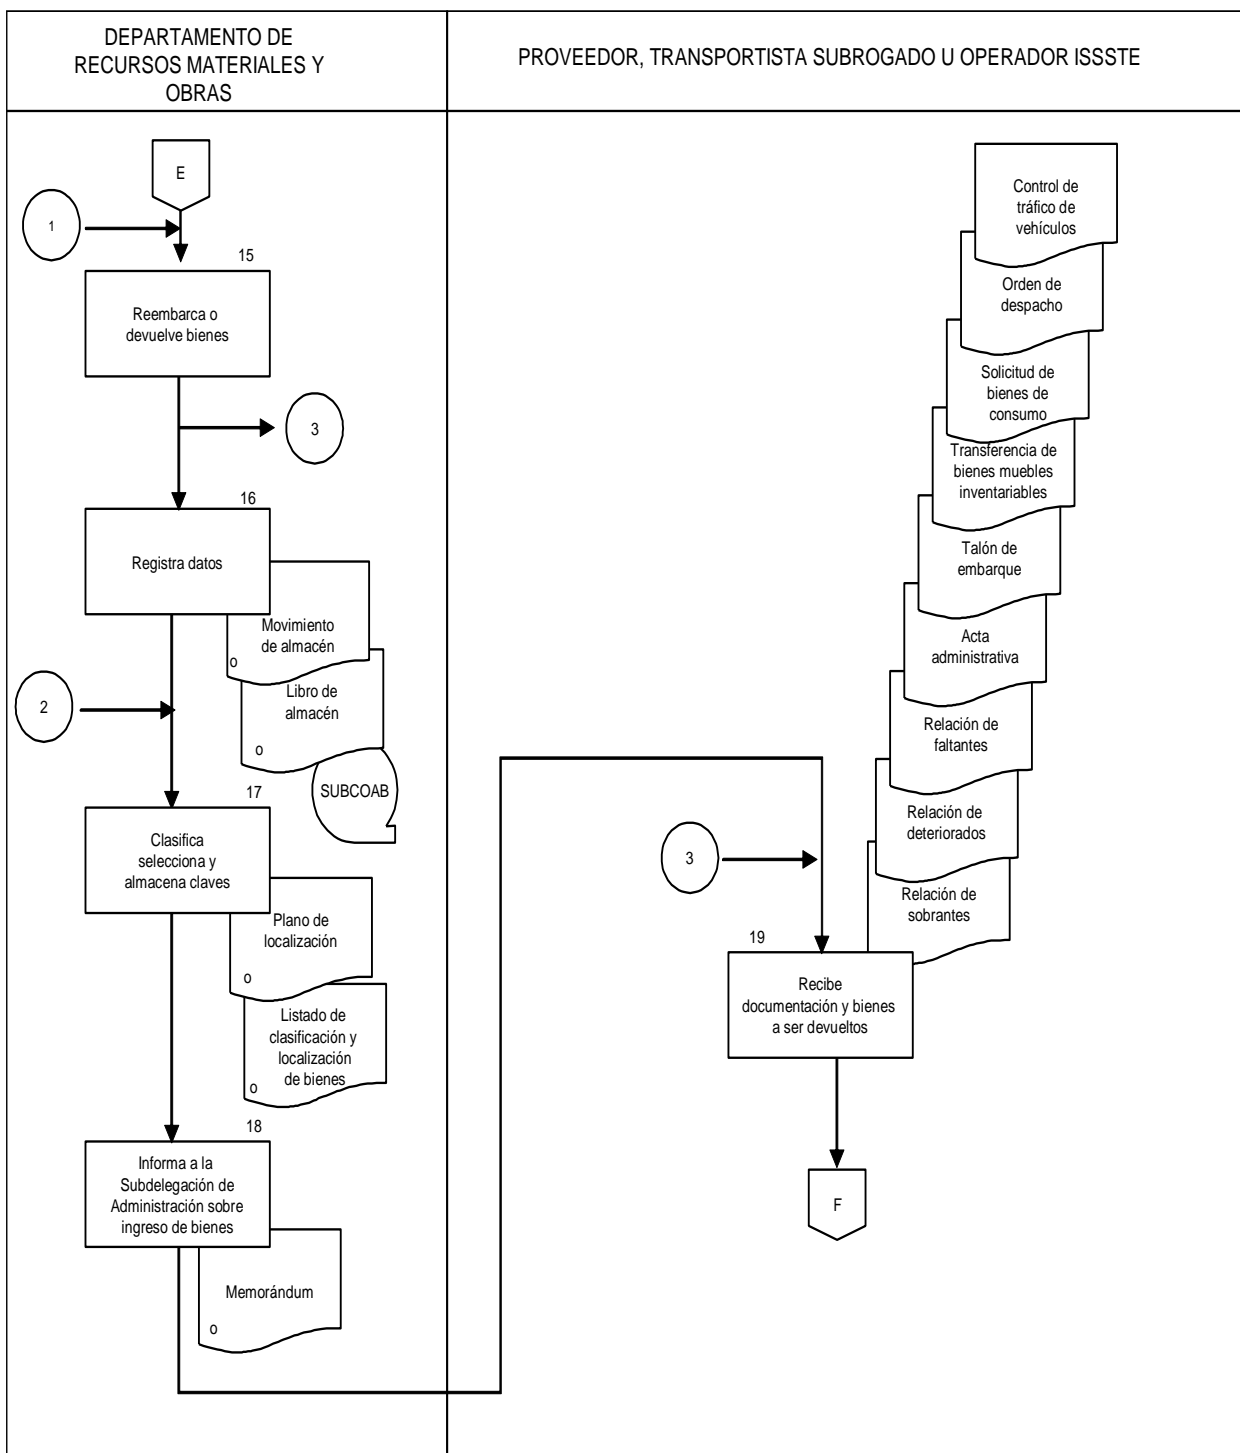 DEPARTAMENTO DE
RECURSOS MATERIALES Y
OBRAS
PROVEEDOR, TRANSPORTISTA SUBROGADO U OPERADOR ISSSTE
E
1
15
Reembarca o
devuelve bienes
3
16
Registra datos
Movimiento
de almacén
o
Libro de
almacén
o
2
SUBCOAB
17
Clasifica
selecciona y
almacena claves
Plano de
localización
o
Listado de
clasificación y
localización
de bienes
o
18
Informa a la
Subdelegación de
Administración sobre
ingreso de bienes
Memorándum
o
Control de
tráfico de
vehículos
Orden de
despacho
Solicitud de
bienes de
consumo
Transferencia de
bienes muebles
inventariables
Talón de
embarque
Acta
administrativa
Relación de
faltantes
Relación de
deteriorados
Relación de
sobrantes
3
19
Recibe
documentación y bienes
a ser devueltos
F